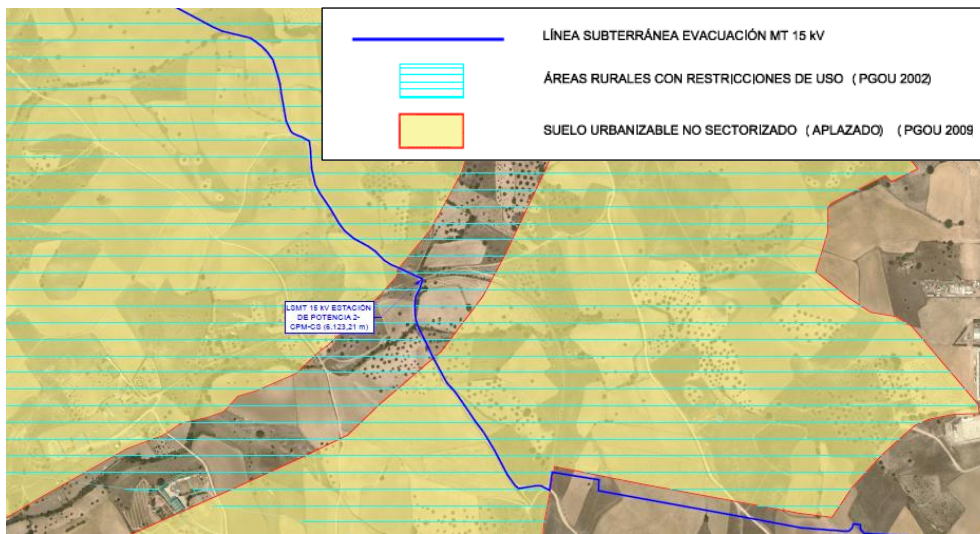 LÍNEA SUBTERRÁNEA EVACUACIÓN MT 15 kV
ÁREAS RURALES CON RESTRICCIONES DE USO ( PGOU 2002)
SUELO URBANIZABLE NO SECTORIZADO ( APLAZADO) ( PGOU 2009
LSMT 15 kV ESTACIÓN
DE POTENCIA 2-
CPM-CS (6.123,21 m)